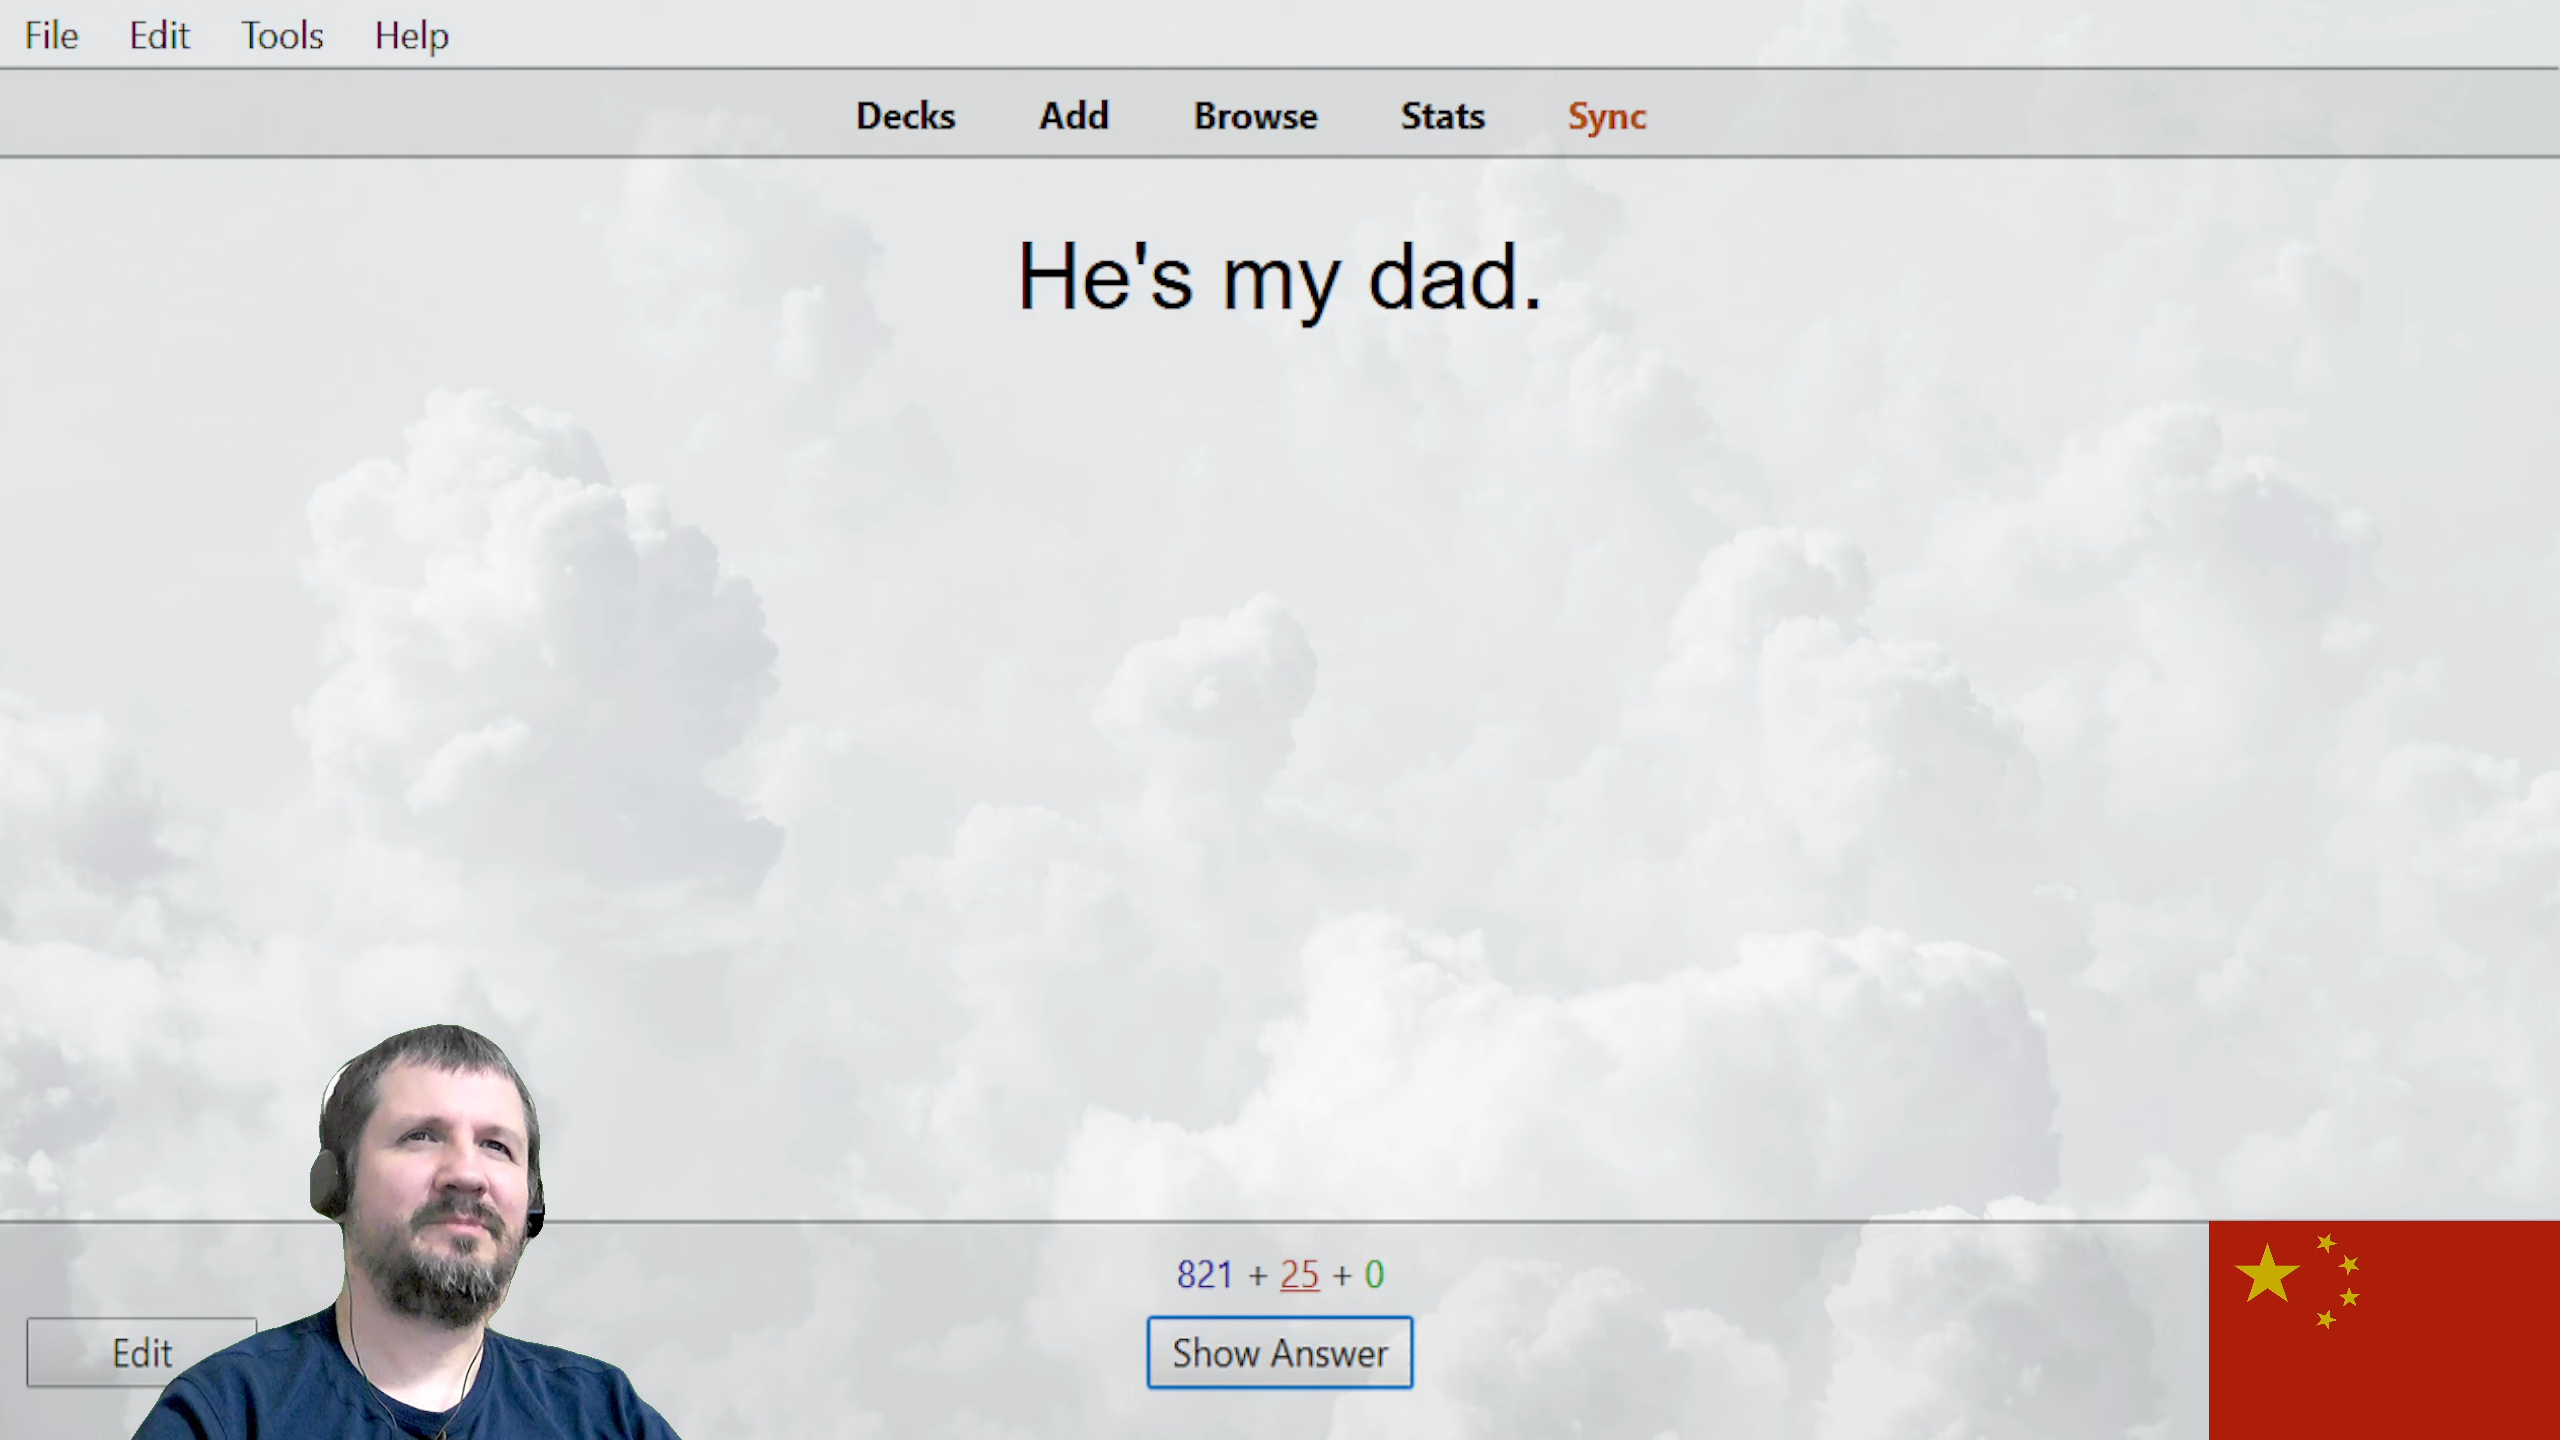 File Edit Tools Help
Decks Add Browse Stats Sync
He's my dad.
821 + 25 + 0
Edit
Show Answer